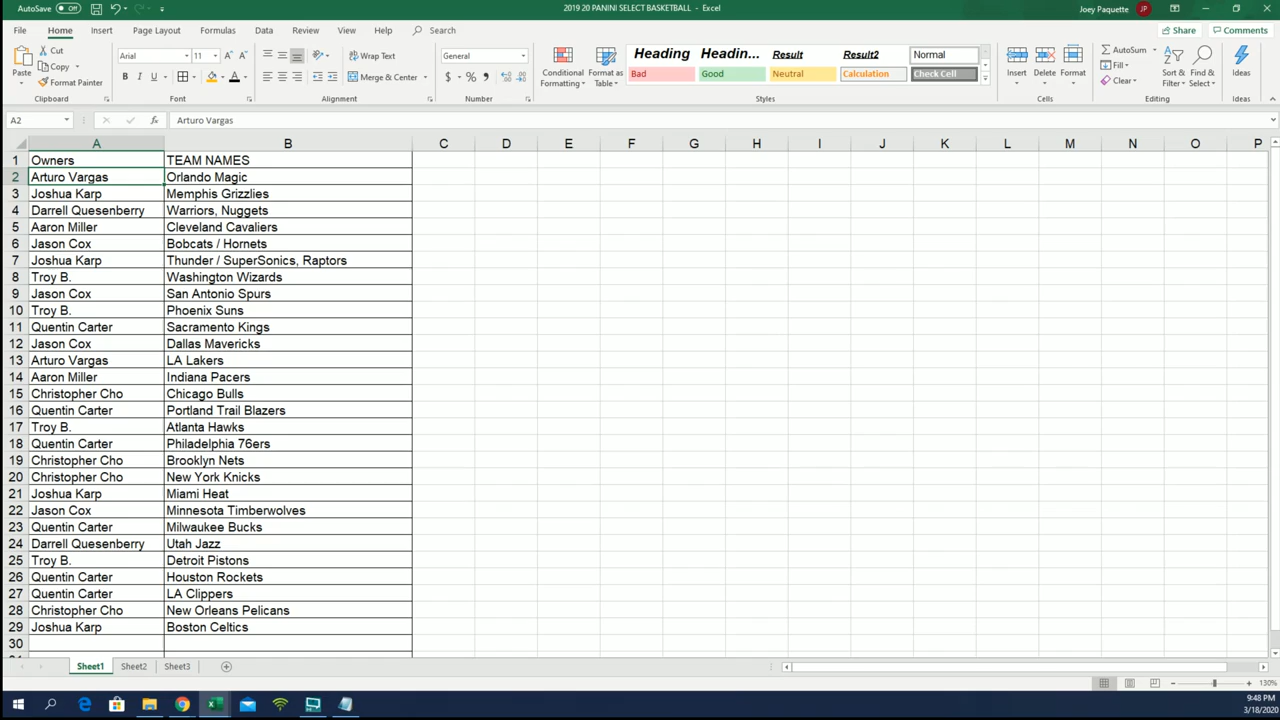 AutoSave Off 2019 20 PANINI SELECT BASKETBALL - Excel Joey Paquette JP
File Home Insert Page Layout Formulas Data Review View Help Search Share Comments
Paste Cut Copy Format Painter Clipboard
Arial 11 B I U A Font
Wrap Text Merge & Center Alignment
General $ % , Number
Conditional Formatting Format as Table
Heading Headin... Result Result2 Normal
Bad Good Neutral Calculation Check Cell
Styles
Insert Delete Format Cells
AutoSum Fill Clear Sort & Filter Find & Select Editing
Ideas Ideas
A2 fx Arturo Vargas
A B C D E F G H I J K L M N O P
1 Owners TEAM NAMES
2 Arturo Vargas Orlando Magic
3 Joshua Karp Memphis Grizzlies
4 Darrell Quesenberry Warriors, Nuggets
5 Aaron Miller Cleveland Cavaliers
6 Jason Cox Bobcats / Hornets
7 Joshua Karp Thunder / SuperSonics, Raptors
8 Troy B. Washington Wizards
9 Jason Cox San Antonio Spurs
10 Troy B. Phoenix Suns
11 Quentin Carter Sacramento Kings
12 Jason Cox Dallas Mavericks
13 Arturo Vargas LA Lakers
14 Aaron Miller Indiana Pacers
15 Christopher Cho Chicago Bulls
16 Quentin Carter Portland Trail Blazers
17 Troy B. Atlanta Hawks
18 Quentin Carter Philadelphia 76ers
19 Christopher Cho Brooklyn Nets
20 Christopher Cho New York Knicks
21 Joshua Karp Miami Heat
22 Jason Cox Minnesota Timberwolves
23 Quentin Carter Milwaukee Bucks
24 Darrell Quesenberry Utah Jazz
25 Troy B. Detroit Pistons
26 Quentin Carter Houston Rockets
27 Quentin Carter LA Clippers
28 Christopher Cho New Orleans Pelicans
29 Joshua Karp Boston Celtics
30
Sheet1 Sheet2 Sheet3
130%
9:48 PM
3/18/2020